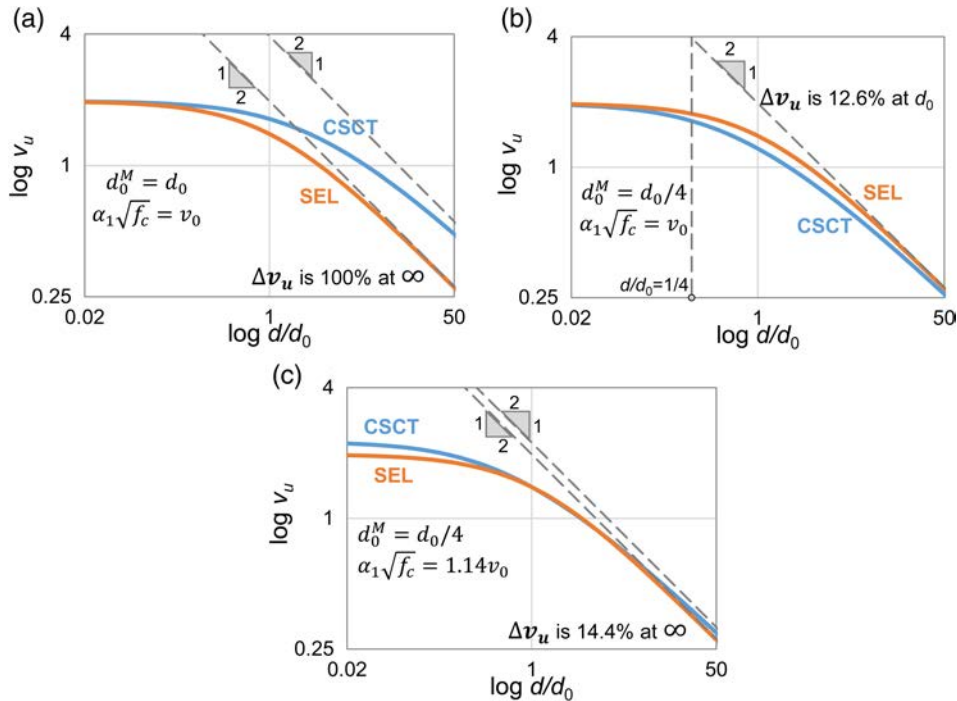 (a)
4
1
0.25
log v_u
2
1
1
2
CSCT
SEL
d_0^M = d_0
α_1√f_c = v_0
Δv_u is 100% at ∞
0.02
1
50
log d/d_0
(b)
4
1
0.25
log v_u
2
1
Δv_u is 12.6% at d_0
d_0^M = d_0/4
α_1√f_c = v_0
SEL
CSCT
d/d_0=1/4
0.02
1
50
log d/d_0
(c)
4
1
0.25
log v_u
2
1
1
2
CSCT
SEL
d_0^M = d_0/4
α_1√f_c = 1.14v_0
Δv_u is 14.4% at ∞
0.02
1
50
log d/d_0